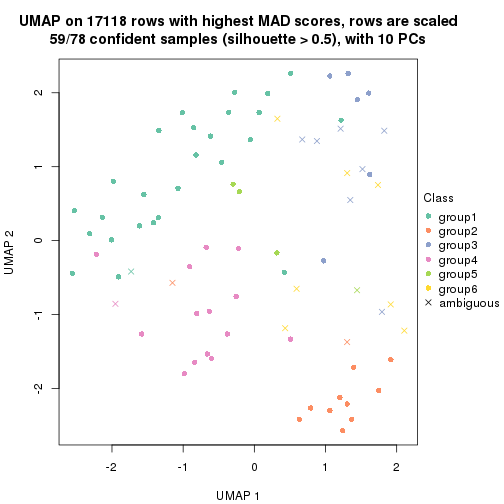 UMAP on 17118 rows with highest MAD scores, rows are scaled
59/78 confident samples (silhouette > 0.5), with 10 PCs
2
1
0
-1
-2
UMAP 2
-2
-1
0
1
2
UMAP 1
Class
group1
group2
group3
group4
group5
group6
ambiguous